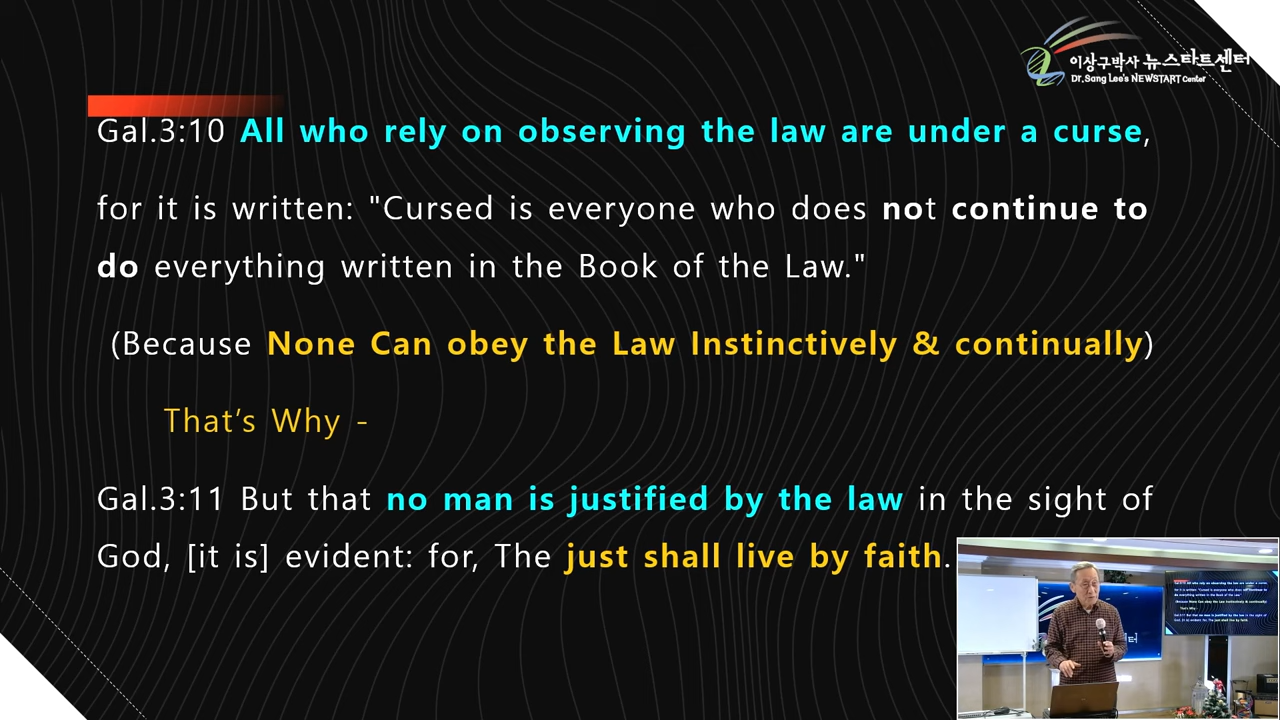 이상구박사 뉴스타트센터
Dr.Sang Lee's NEWSTART Center
Gal.3:10 All who rely on observing the law are under a curse,
for it is written: "Cursed is everyone who does not continue to
do everything written in the Book of the Law."
(Because None Can obey the Law Instinctively & continually)
That's Why -
Gal.3:11 But that no man is justified by the law in the sight of
God, [it is] evident: for, The just shall live by faith.